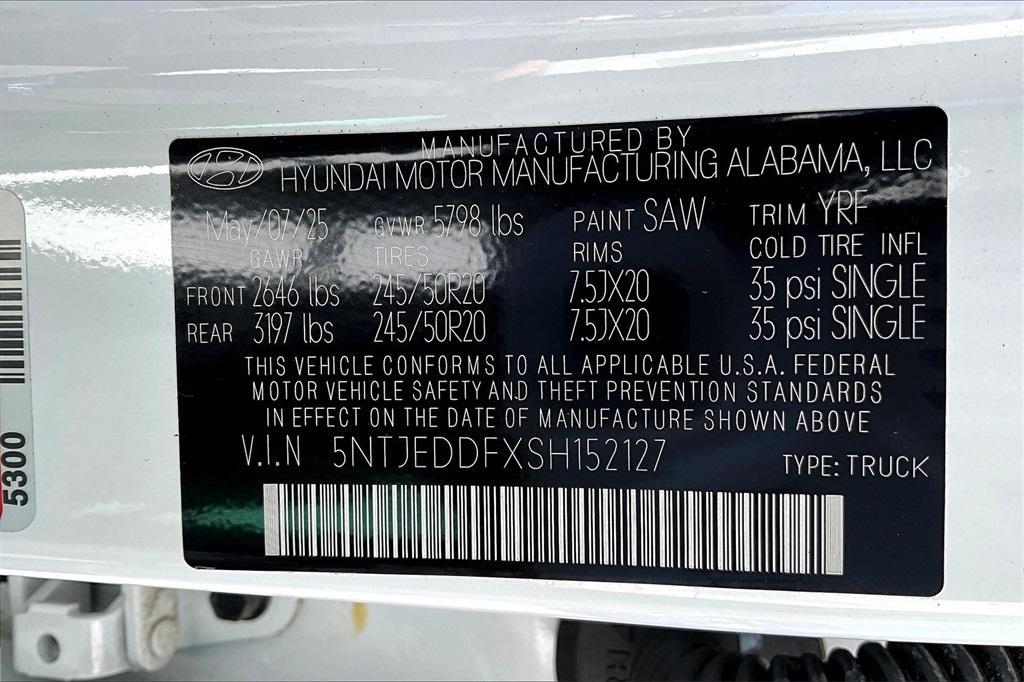 MANUFACTURED BY
HYUNDAI MOTOR MANUFACTURING ALABAMA, LLC
May/07/25 GVWR 5798 lbs PAINT SAW TRIM YRF
GAWR TIRES RIMS COLD TIRE INFL
FRONT 2646 lbs 245/50R20 7.5JX20 35 psi SINGLE
REAR 3197 lbs 245/50R20 7.5JX20 35 psi SINGLE
THIS VEHICLE CONFORMS TO ALL APPLICABLE U.S.A. FEDERAL
MOTOR VEHICLE SAFETY AND THEFT PREVENTION STANDARDS
IN EFFECT ON THE DATE OF MANUFACTURE SHOWN ABOVE
V.I.N 5NTJEDDFXSH152127 TYPE: TRUCK
5300